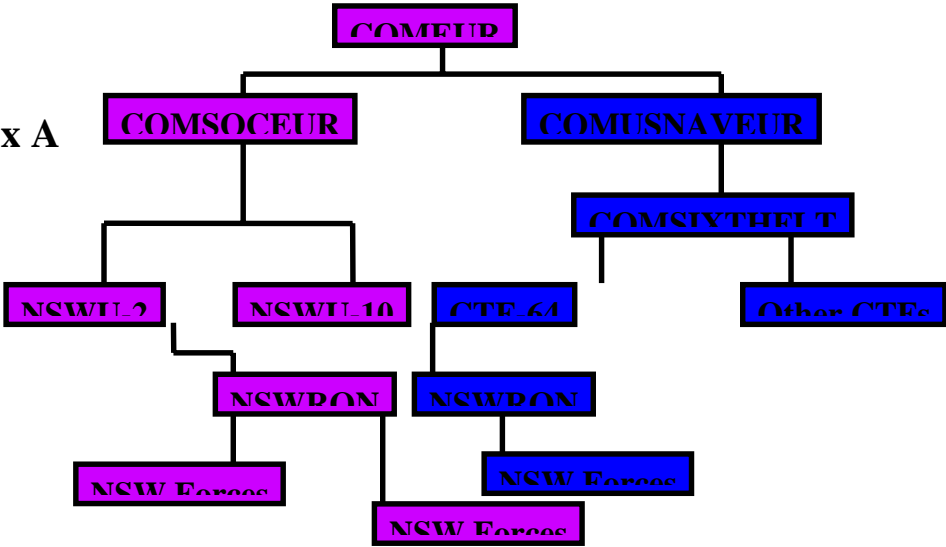 COMEUR
COMSOCEUR
COMUSNAVEUR
x A
COMSIXTHFLT
NSWU-2
NSWU-10
CTF-64
Other CTFs
NSWRON
NSWRON
NSW Forces
NSW Forces
NSW Forces